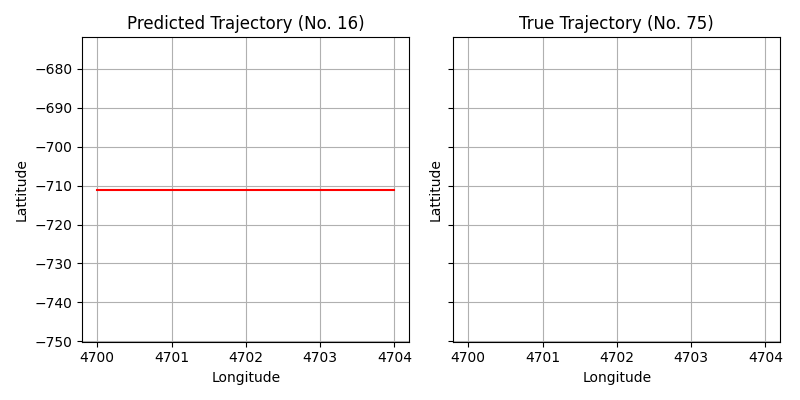 Predicted Trajectory (No. 16)
True Trajectory (No. 75)
−680
−690
−700
−710
−720
−730
−740
−750
Lattitude
Lattitude
4700 4701 4702 4703 4704
4700 4701 4702 4703 4704
Longitude
Longitude